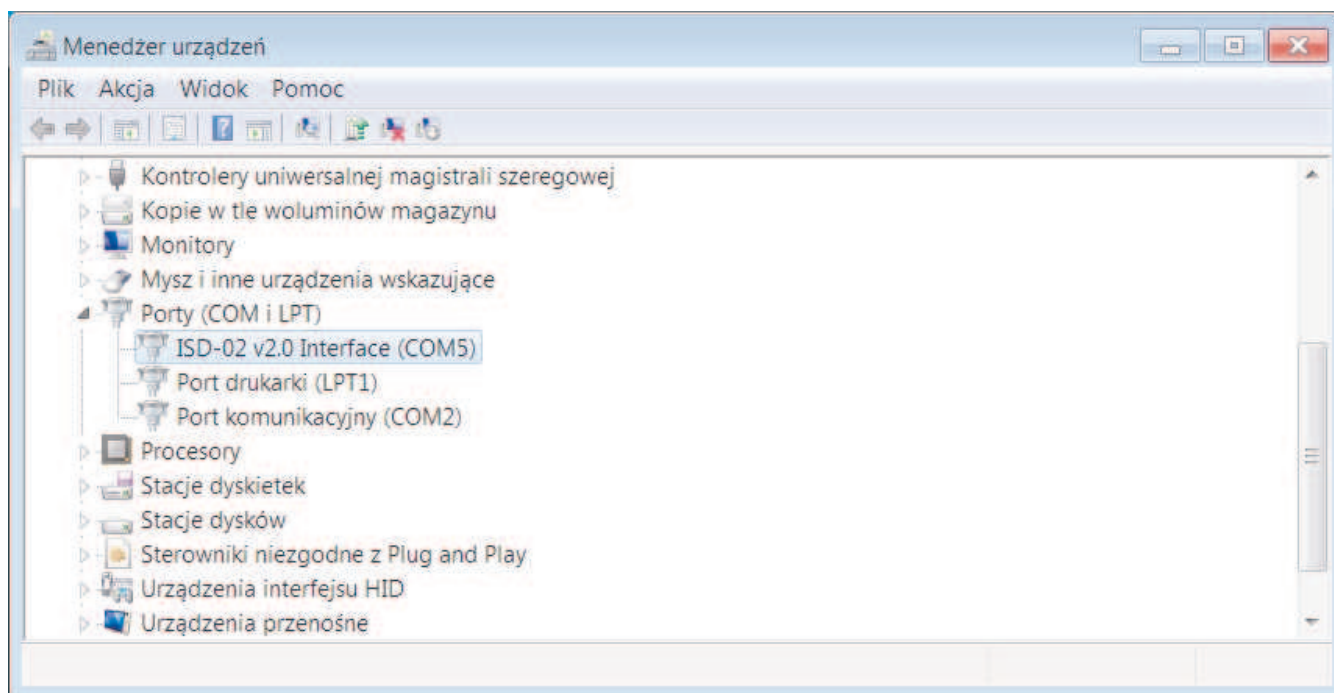 Menedżer urządzeń
Plik Akcja Widok Pomoc
Kontrolery uniwersalnej magistrali szeregowej
Kopie w tle woluminów magazynu
Monitory
Mysz i inne urządzenia wskazujące
Porty (COM i LPT)
ISD-02 v2.0 Interface (COM5)
Port drukarki (LPT1)
Port komunikacyjny (COM2)
Procesory
Stacje dyskietek
Stacje dysków
Sterowniki niezgodne z Plug and Play
Urządzenia interfejsu HID
Urządzenia przenośne